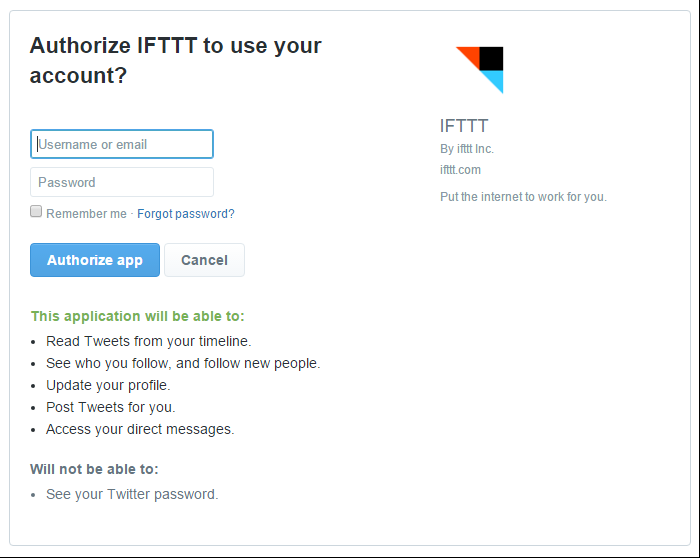 Authorize IFTTT to use your
account?
Username or email
Password
Remember me · Forgot password?
Authorize app
Cancel
This application will be able to:
• Read Tweets from your timeline.
• See who you follow, and follow new people.
• Update your profile.
• Post Tweets for you.
• Access your direct messages.
Will not be able to:
• See your Twitter password.
IFTTT
By ifttt Inc.
ifttt.com
Put the internet to work for you.